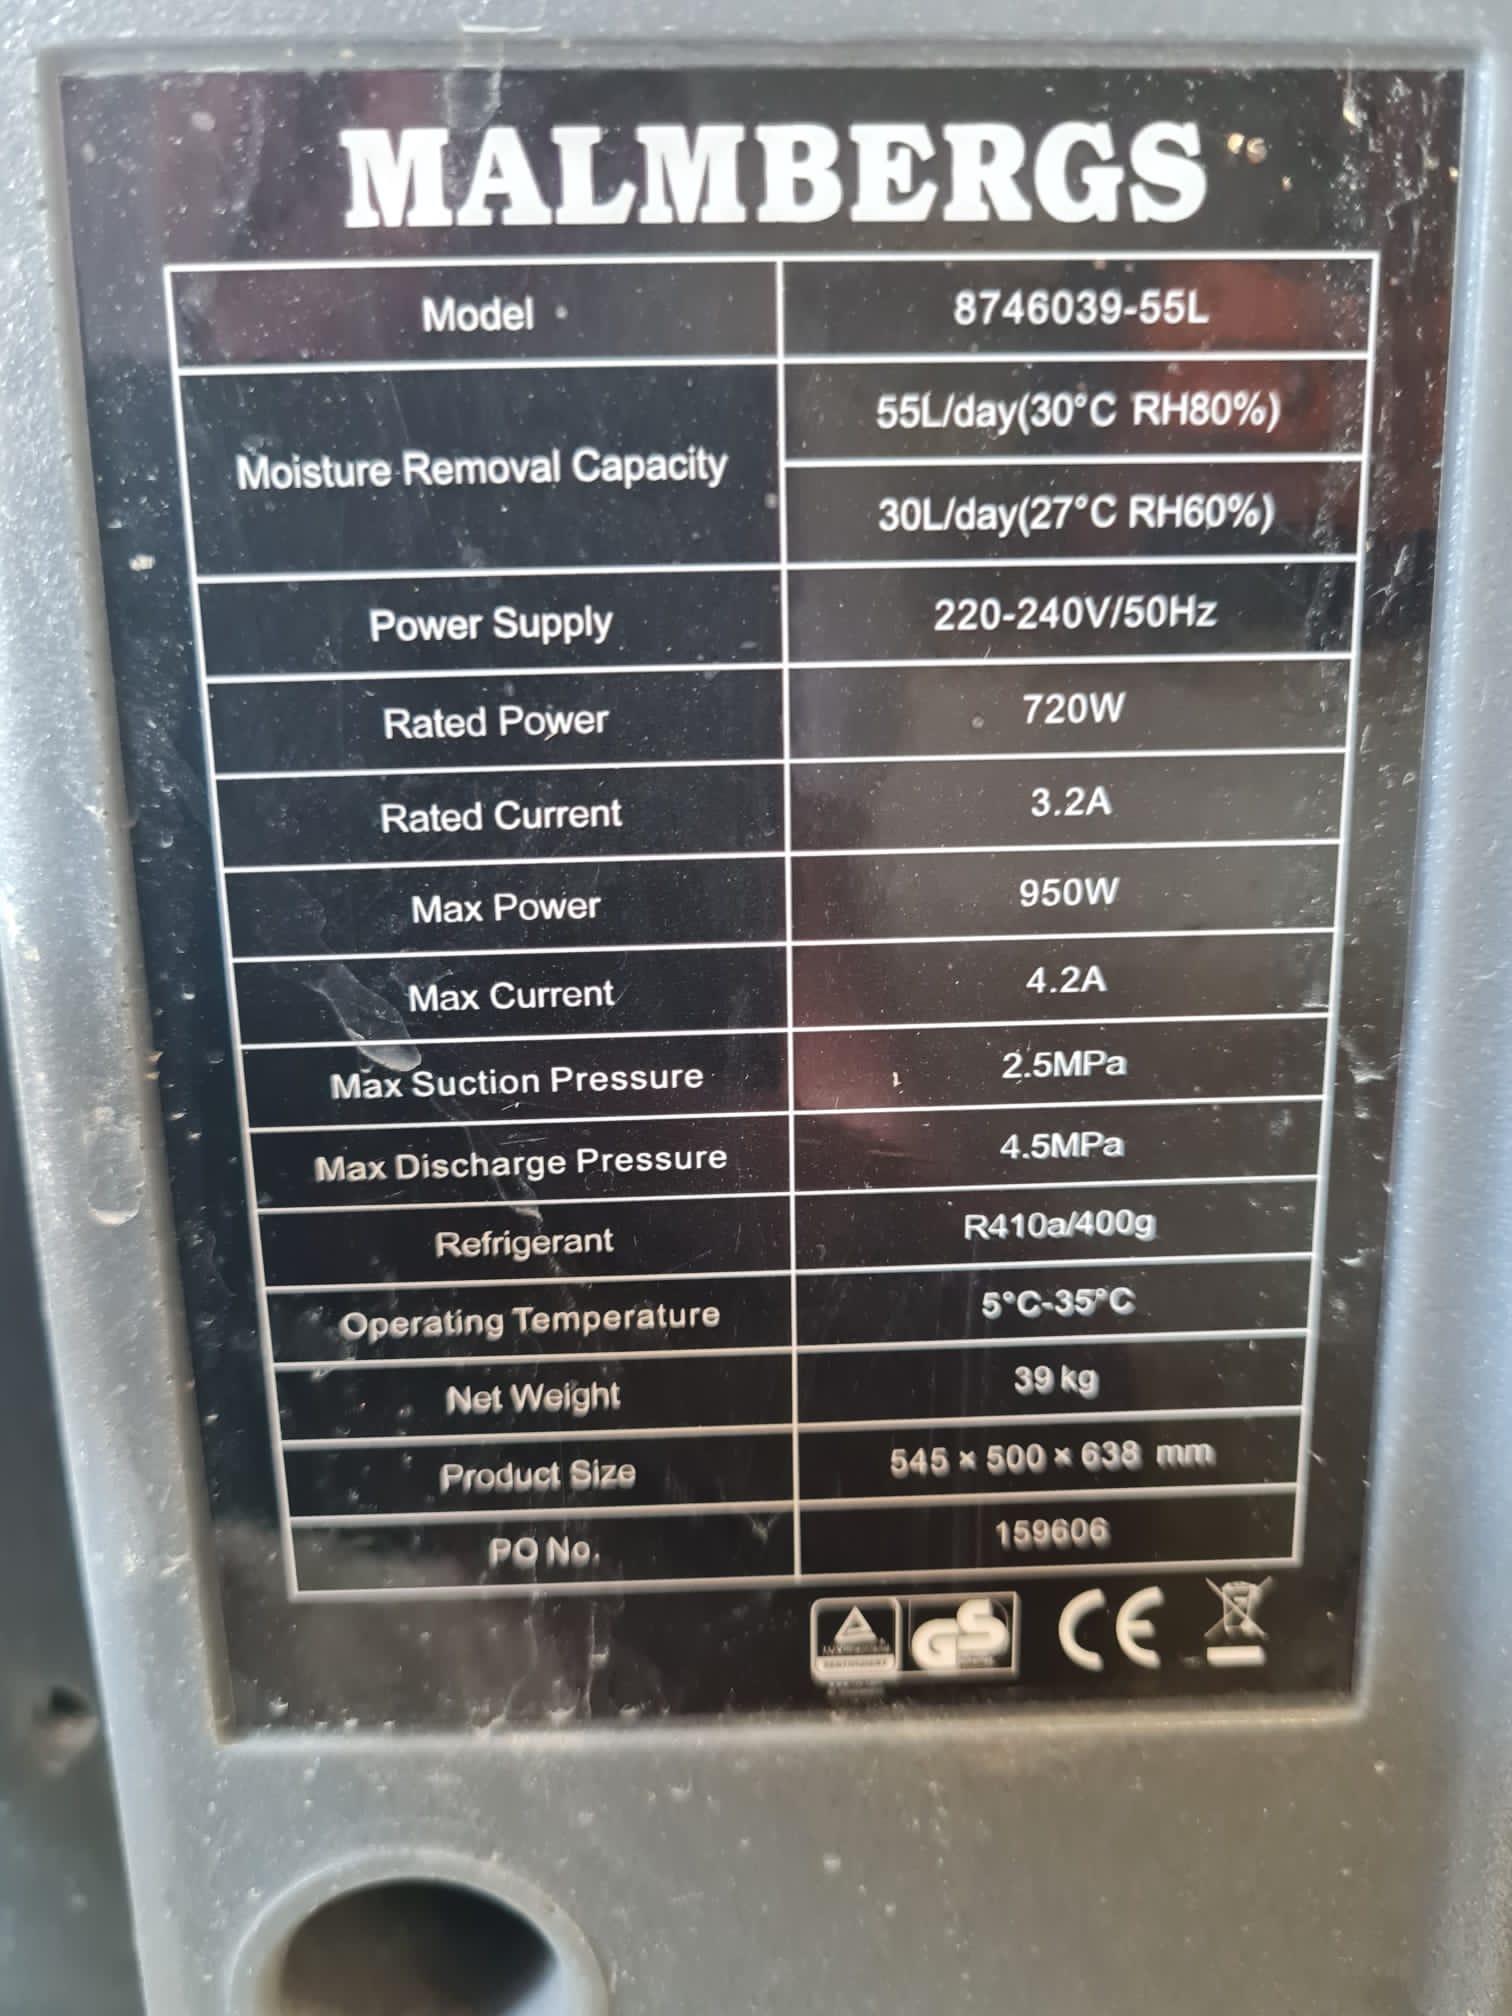 MALMBERGS
Model 8746039-55L
Moisture Removal Capacity 55L/day(30°C RH80%)
30L/day(27°C RH60%)
Power Supply 220-240V/50Hz
Rated Power 720W
Rated Current 3.2A
Max Power 950W
Max Current 4.2A
Max Suction Pressure 2.5MPa
Max Discharge Pressure 4.5MPa
Refrigerant R410a/400g
Operating Temperature 5°C-35°C
Net Weight 39 kg
Product Size 545 × 500 × 638 mm
PO No. 159606
GS CE